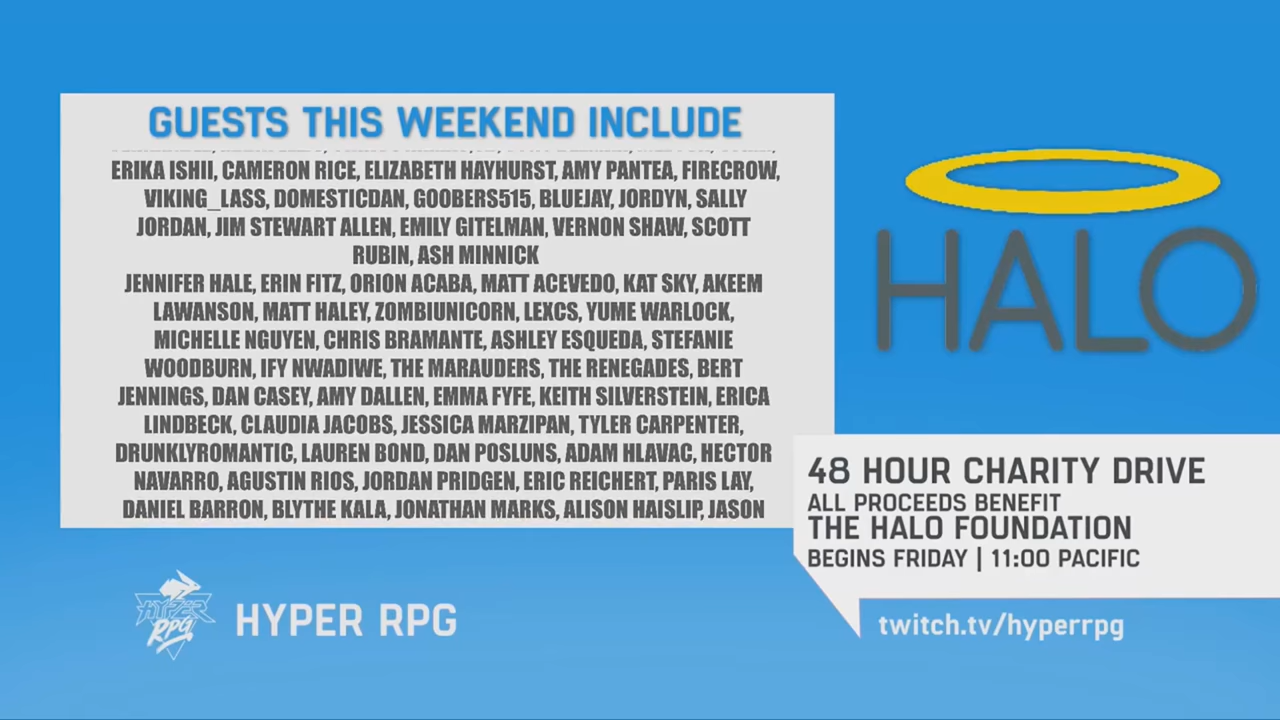 GUESTS THIS WEEKEND INCLUDE
ERIKA ISHII, CAMERON RICE, ELIZABETH HAYHURST, AMY PANTEA, FIRECROW,
VIKING_LASS, DOMESTICDAN, GOOBERS515, BLUEJAY, JORDYN, SALLY
JORDAN, JIM STEWART ALLEN, EMILY GITELMAN, VERNON SHAW, SCOTT
RUBIN, ASH MINNICK
JENNIFER HALE, ERIN FITZ, ORION ACABA, MATT ACEVEDO, KAT SKY, AKEEM
LAWANSON, MATT HALEY, ZOMBIUNICORN, LEXCS, YUME WARLOCK,
MICHELLE NGUYEN, CHRIS BRAMANTE, ASHLEY ESQUEDA, STEFANIE
WOODBURN, IFY NWADIWE, THE MARAUDERS, THE RENEGADES, BERT
JENNINGS, DAN CASEY, AMY DALLEN, EMMA FYFE, KEITH SILVERSTEIN, ERICA
LINDBECK, CLAUDIA JACOBS, JESSICA MARZIPAN, TYLER CARPENTER,
DRUNKLYROMANTIC, LAUREN BOND, DAN POSLUNS, ADAM HLAVAC, HECTOR
NAVARRO, AGUSTIN RIOS, JORDAN PRIDGEN, ERIC REICHERT, PARIS LAY,
DANIEL BARRON, BLYTHE KALA, JONATHAN MARKS, ALISON HAISLIP, JASON
HALO
48 HOUR CHARITY DRIVE
ALL PROCEEDS BENEFIT
THE HALO FOUNDATION
BEGINS FRIDAY | 11:00 PACIFIC
twitch.tv/hyperrpg
HYPER
RPG
HYPER RPG